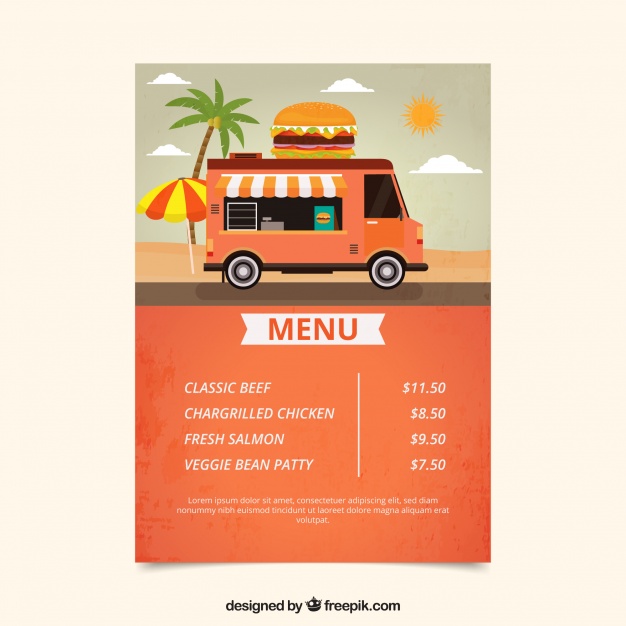 MENU
CLASSIC BEEF $11.50
CHARGRILLED CHICKEN $8.50
FRESH SALMON $9.50
VEGGIE BEAN PATTY $7.50
Lorem ipsum dolor sit amet, consectetuer adipiscing elit, sed diam
nonummy nibh euismod tincidunt ut laoreet dolore magna aliquam erat
volutpat.
designed by freepik.com